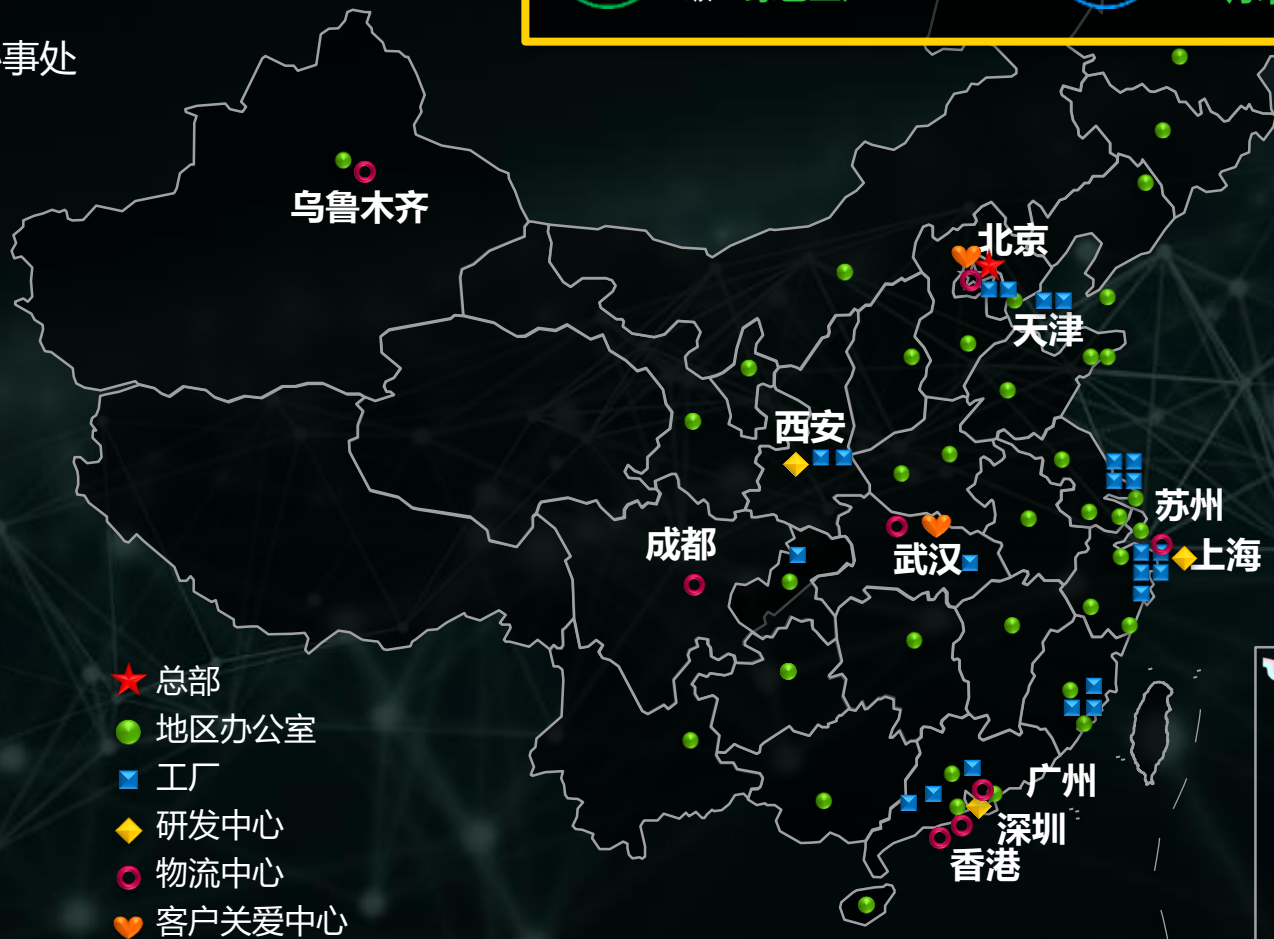 事处
乌鲁木齐
北京
天津
西安
苏州
成都
武汉
上海
广州
深圳
香港
总部
地区办公室
工厂
研发中心
物流中心
客户关爱中心